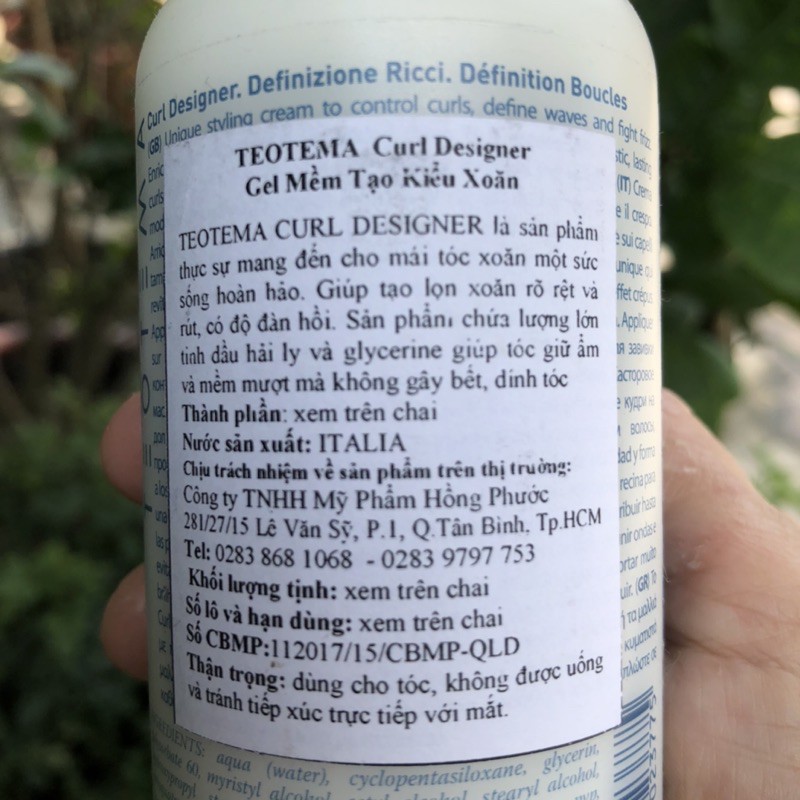 Curl Designer. Definizione Ricci. Définition Boucles
(GB) Unique styling cream to control curls, define waves and fight frizz
TEOTEMA Curl Designer
Gel Mềm Tạo Kiểu Xoăn
TEOTEMA CURL DESIGNER là sản phẩm
thực sự mang đến cho mái tóc xoăn một sức
sống hoàn hảo. Giúp tạo lọn xoăn rõ rệt và
rút, có độ đàn hồi. Sản phẩm chứa lượng lớn
tinh dầu hải ly và glycerine giúp tóc giữ ẩm
và mềm mượt mà không gây bết, dính tóc
Thành phần: xem trên chai
Nước sản xuất: ITALIA
Chịu trách nhiệm về sản phẩm trên thị trường:
Công ty TNHH Mỹ Phẩm Hồng Phước
281/27/15 Lê Văn Sỹ, P.1, Q.Tân Bình, Tp.HCM
Tel: 0283 868 1068 - 0283 9797 753
Khối lượng tịnh: xem trên chai
Số lô và hạn dùng: xem trên chai
Số CBMP:112017/15/CBMP-QLD
Thận trọng: dùng cho tóc, không được uống
và tránh tiếp xúc trực tiếp với mắt.
INGREDIENTS: aqua (water), cyclopentasiloxane, glycerin,
60, myristyl alcohol, stearyl alcohol,